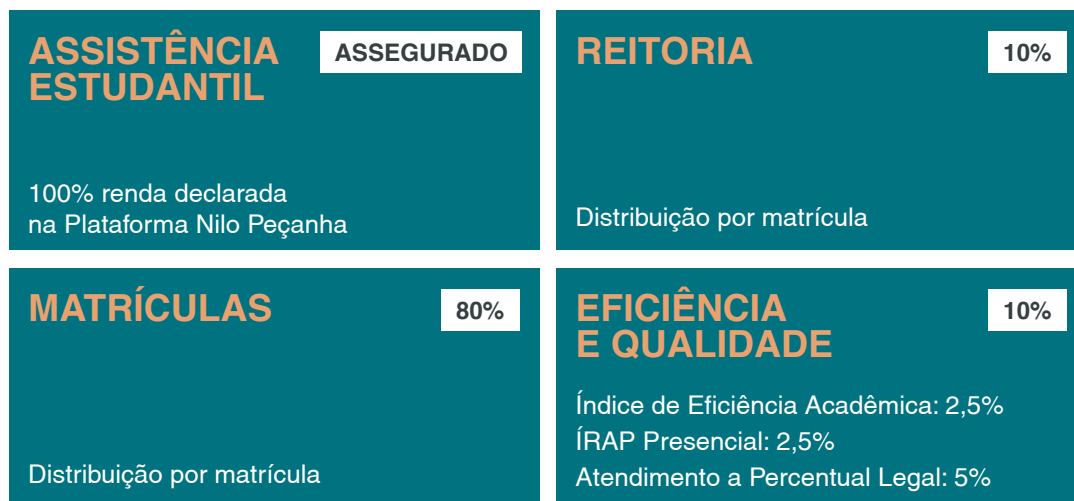 ASSISTÊNCIA
ESTUDANTIL
ASSEGURADO
100% renda declarada
na Plataforma Nilo Peçanha
REITORIA
10%
Distribuição por matrícula
MATRÍCULAS
80%
Distribuição por matrícula
EFICIÊNCIA
E QUALIDADE
10%
Índice de Eficiência Acadêmica: 2,5%
ÍRAP Presencial: 2,5%
Atendimento a Percentual Legal: 5%